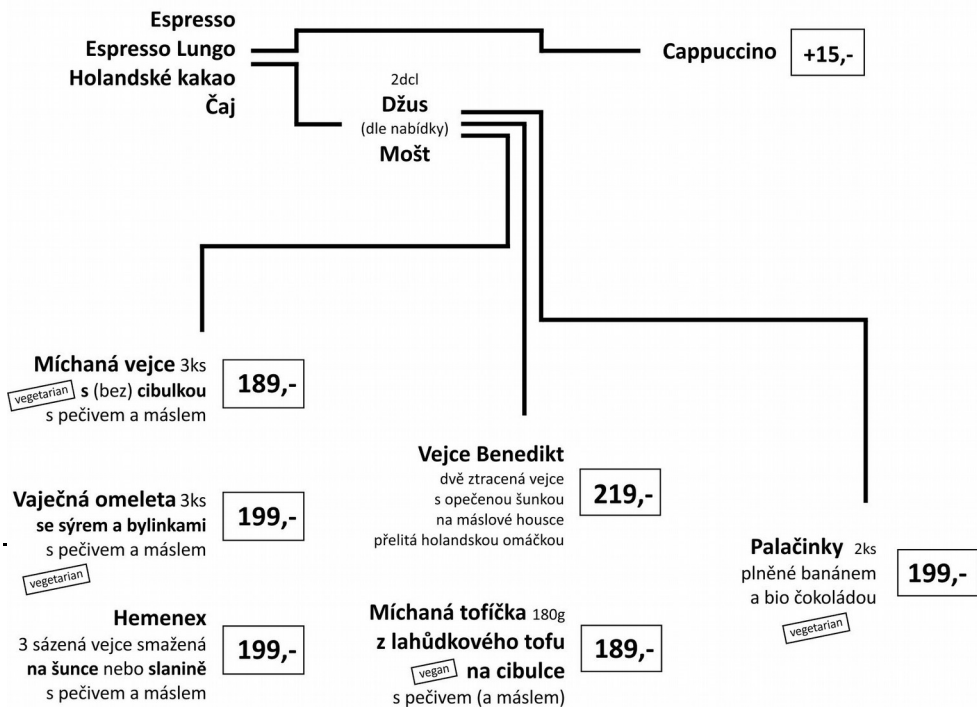 Espresso
Espresso Lungo
Holandské kakao
Čaj
Cappuccino +15,-
2dcl
Džus
(dle nabídky)
Mošt
Míchaná vejce 3ks
vegetarian s (bez) cibulkou
s pečivem a máslem
189,-
Vaječná omeleta 3ks
se sýrem a bylinkami
s pečivem a máslem
vegetarian
199,-
Hemenex
3 sázená vejce smažená
na šunce nebo slanině
s pečivem a máslem
199,-
Vejce Benedikt
dvě ztracená vejce
s opečenou šunkou
na máslové housce
přelitá holandskou omáčkou
219,-
Míchaná tofíčka 180g
z lahůdkového tofu
vegan na cibulce
s pečivem (a máslem)
189,-
Palačinky 2ks
plněné banánem
a bio čokoládou
vegetarian
199,-